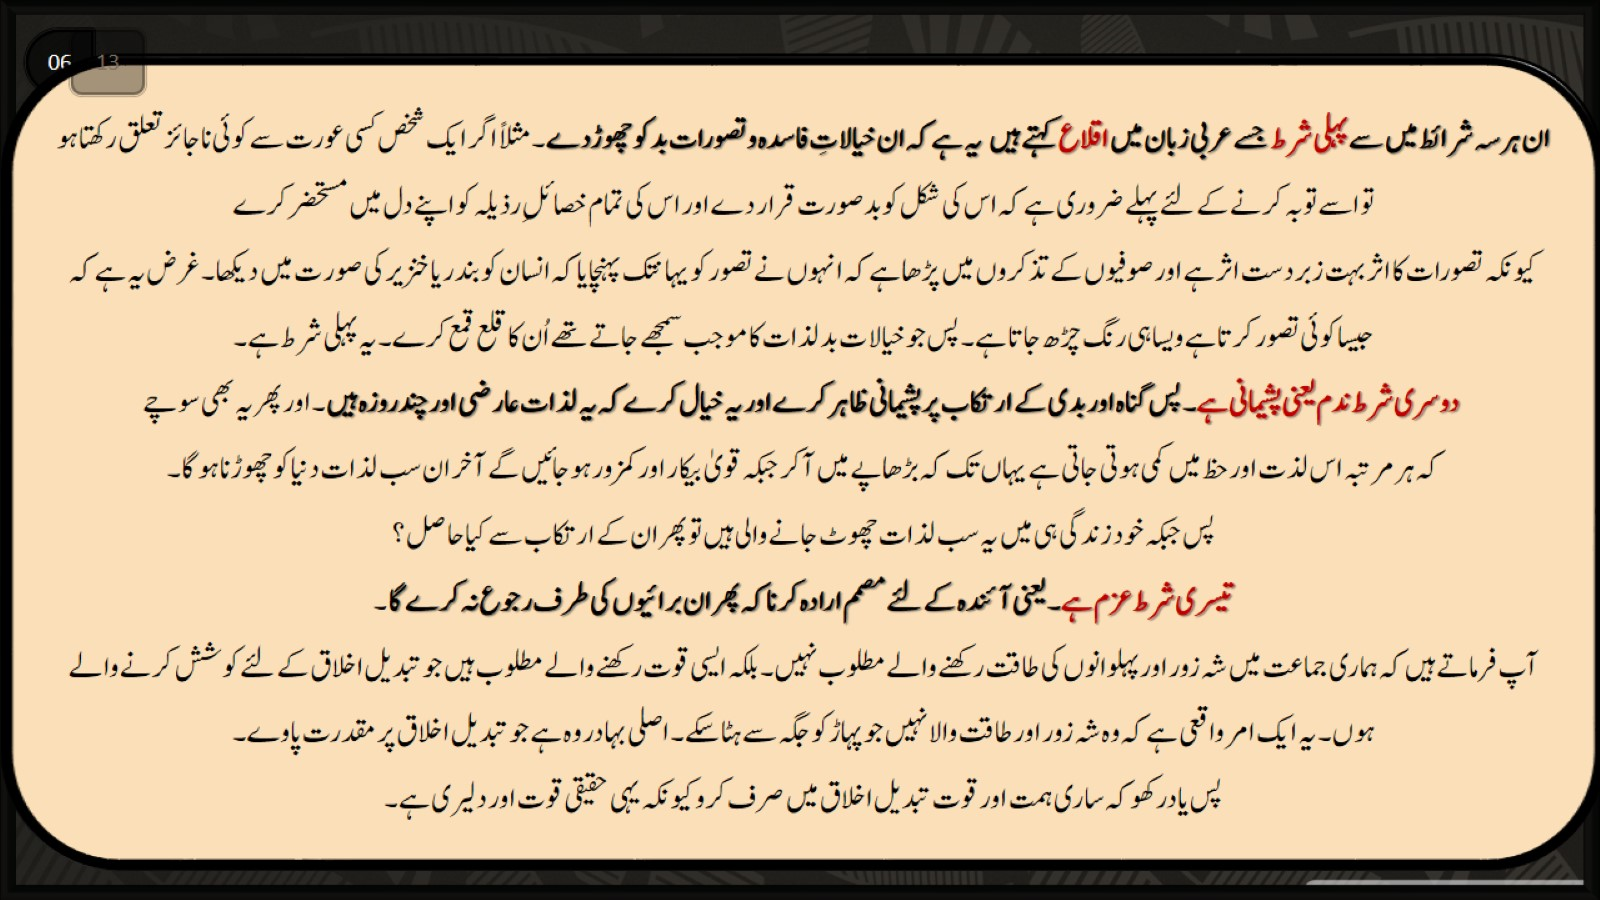 06
13
ان ہر سہ شرائط میں سے پہلی شرط جسے عربی زبان میں اقلاع کہتے ہیں یہ ہے کہ ان خیالاتِ فاسدہ و تصورات بد کو چھوڑ دے۔ مثلاً اگر ایک شخص کسی عورت سے کوئی ناجائز تعلق رکھتا ہو
تو اسے توبہ کرنے کے لئے پہلے ضروری ہے کہ اس کی شکل کو بد صورت قرار دے اور اس کی تمام خصائلِ رذیلہ کو اپنے دل میں مستحضر کرے
کیونکہ تصورات کا اثر بہت زبردست اثر ہے اور صوفیوں کے تذکروں میں پڑھا ہے کہ انہوں نے تصور کو یہانتک پہنچایا کہ انسان کو بندر یا خنزیر کی صورت میں دیکھا۔ غرض یہ ہے کہ
جیسا کوئی تصور کرتا ہے ویسا ہی رنگ چڑھ جاتا ہے۔ پس جو خیالات بد لذات کا موجب سمجھے جاتے تھے اُن کا قلع قمع کرے۔ یہ پہلی شرط ہے۔
دوسری شرط ندم یعنی پشیمانی ہے۔ پس گناہ اور بدی کے ارتکاب پر پشیمانی ظاہر کرے اور یہ خیال کرے کہ یہ لذات عارضی اور چند روزہ ہیں۔ اور پھر یہ بھی سوچے
کہ ہر مرتبہ اس لذت اور حظ میں کمی ہوتی جاتی ہے یہاں تک کہ بڑھاپے میں آ کر جبکہ قویٰ بیکار اور کمزور ہو جائیں گے آخر ان سب لذات دنیا کو چھوڑنا ہو گا۔
پس جبکہ خود زندگی ہی میں یہ سب لذات چھوٹ جانے والی ہیں تو پھر ان کے ارتکاب سے کیا حاصل؟
تیسری شرط عزم ہے۔ یعنی آئندہ کے لئے مصمم ارادہ کرنا کہ پھر ان برائیوں کی طرف رجوع نہ کرے گا۔
آپ فرماتے ہیں کہ ہماری جماعت میں شہ زور اور پہلوانوں کی طاقت رکھنے والے مطلوب نہیں۔ بلکہ ایسی قوت رکھنے والے مطلوب ہیں جو تبدیل اخلاق کے لئے کوشش کرنے والے
ہوں۔ یہ ایک امر واقعی ہے کہ وہ شہ زور اور طاقت والا نہیں جو پہاڑ کو جگہ سے ہٹا سکے۔ اصلی بہادر وہ ہے جو تبدیل اخلاق پر مقدرت پاوے۔
پس یاد رکھو کہ ساری ہمت اور قوت تبدیل اخلاق میں صرف کرو کیونکہ یہی حقیقی قوت اور دلیری ہے۔